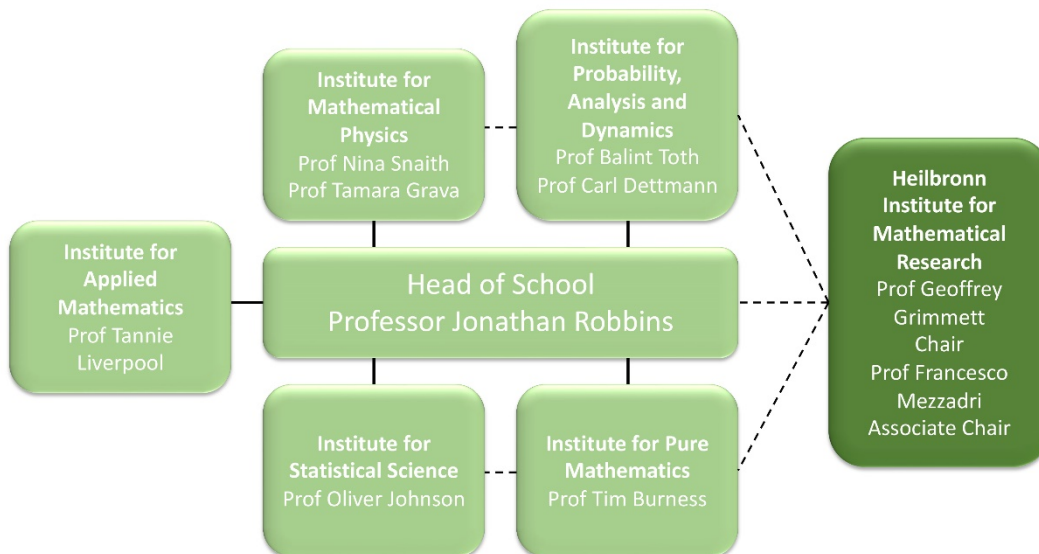 Institute for
Mathematical
Physics
Prof Nina Snaith
Prof Tamara Grava
Institute for
Probability,
Analysis and
Dynamics
Prof Balint Toth
Prof Carl Dettmann
Institute for
Applied
Mathematics
Prof Tannie
Liverpool
Head of School
Professor Jonathan Robbins
Heilbronn
Institute for
Mathematical
Research
Prof Geoffrey
Grimmett
Chair
Prof Francesco
Mezzadri
Associate Chair
Institute for
Statistical Science
Prof Oliver Johnson
Institute for Pure
Mathematics
Prof Tim Burness